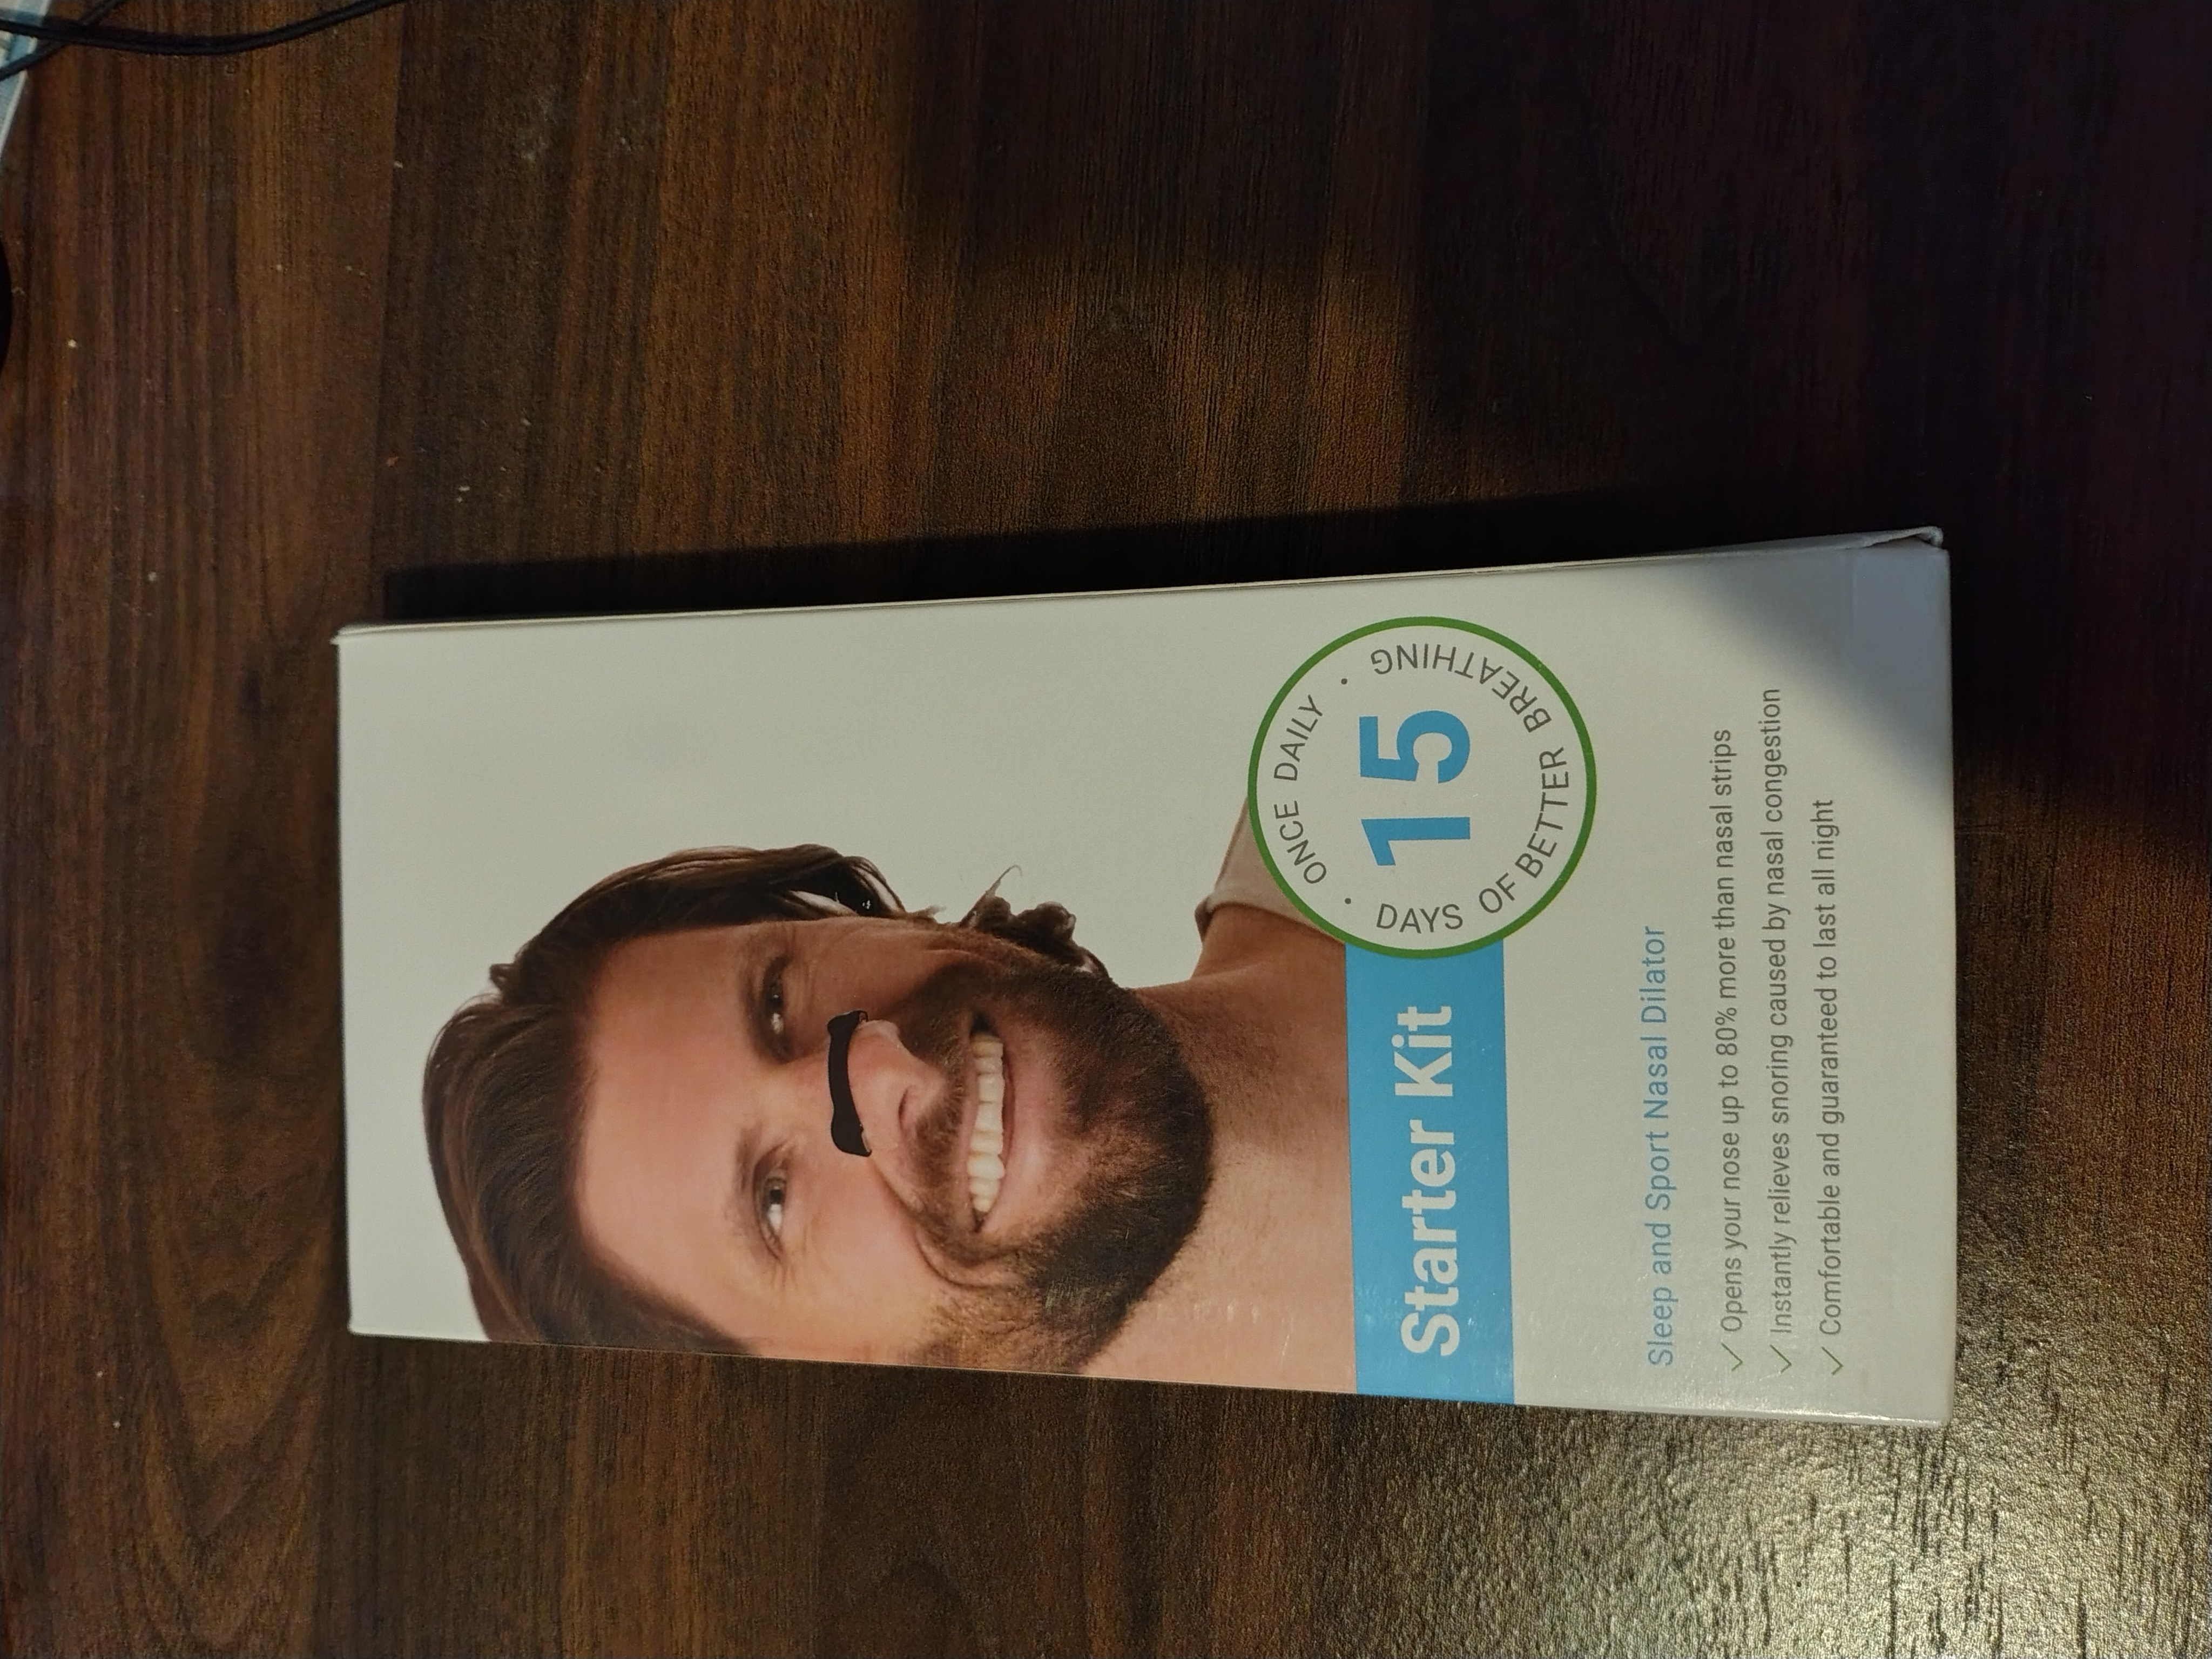 Starter Kit
ONCE DAILY
15
DAYS OF BETTER BREATHING
Sleep and Sport Nasal Dilator
Opens your nose up to 80% more than nasal strips
Instantly relieves snoring caused by nasal congestion
Comfortable and guaranteed to last all night